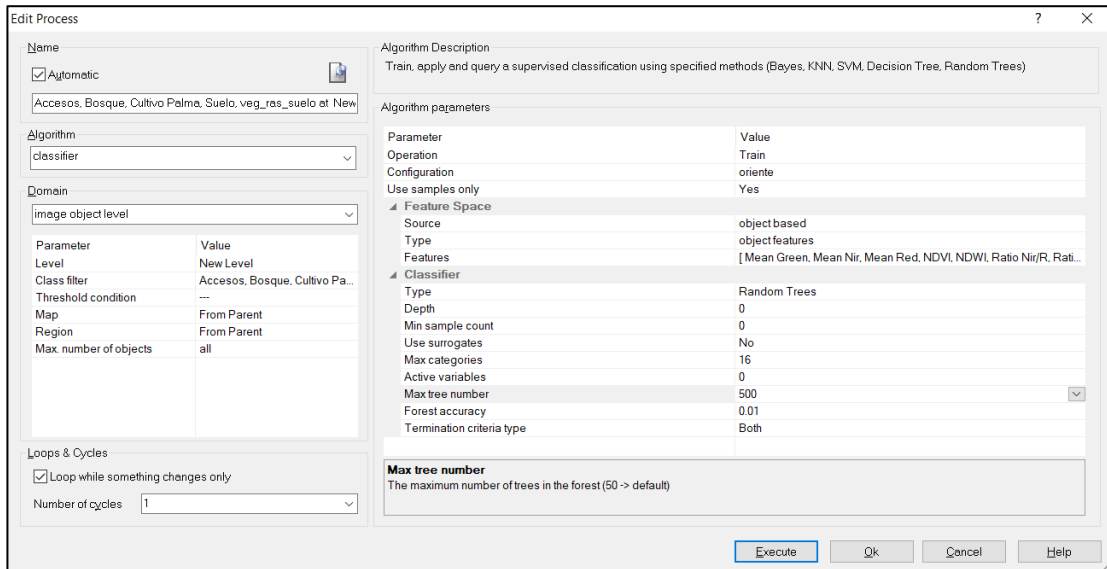 Edit Process ? ×
Name
Automatic
Accesos, Bosque, Cultivo Palma, Suelo, veg_ras_suelo at New
Algorithm
classifier
Domain
image object level
Parameter Value
Level New Level
Class filter Accesos, Bosque, Cultivo Pa...
Threshold condition ---
Map From Parent
Region From Parent
Max. number of objects all
Loops & Cycles
Loop while something changes only
Number of cycles 1
Algorithm Description
Train, apply and query a supervised classification using specified methods (Bayes, KNN, SVM, Decision Tree, Random Trees)
Algorithm parameters
Parameter Value
Operation Train
Configuration oriente
Use samples only Yes
Feature Space
Source object based
Type object features
Features [ Mean Green, Mean Nir, Mean Red, NDVI, NDWI, Ratio Nir/R, Rati...
Classifier
Type Random Trees
Depth 0
Min sample count 0
Use surrogates No
Max categories 16
Active variables 0
Max tree number 500
Forest accuracy 0.01
Termination criteria type Both
Max tree number
The maximum number of trees in the forest (50 -> default)
Execute Ok Cancel Help